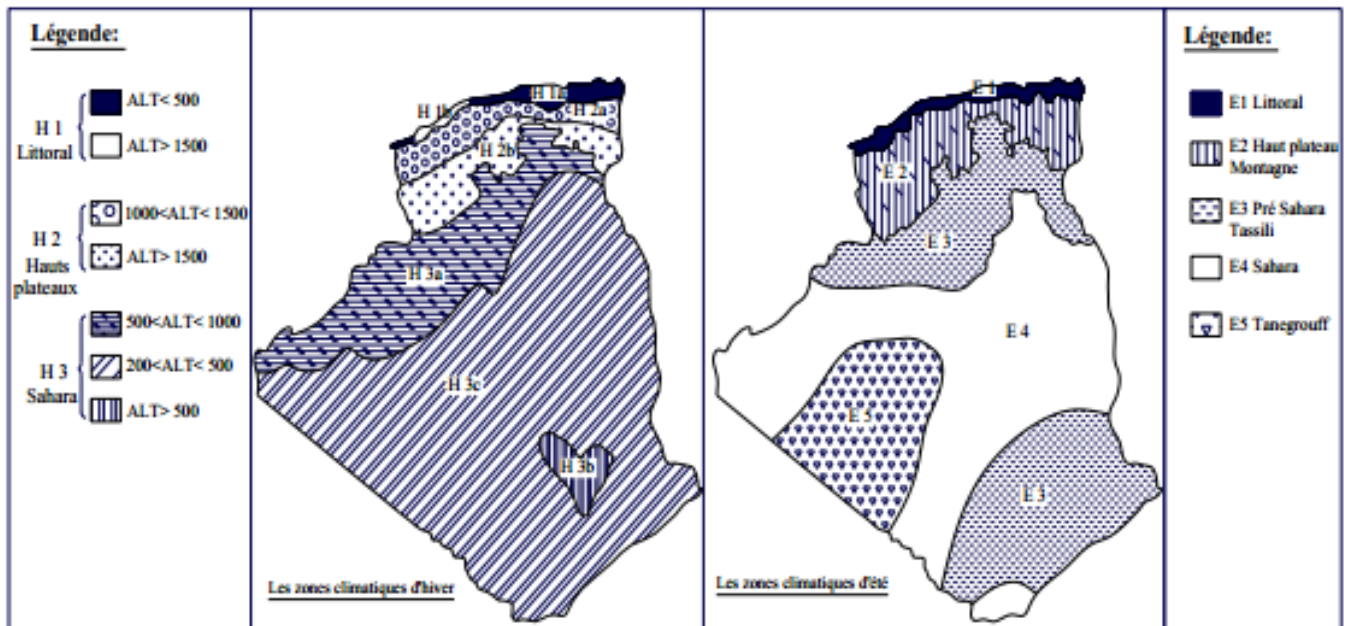 Légende:
H 1
Littoral
ALT< 500
ALT> 1500
H 2
Hauts
plateaux
1000<ALT< 1500
ALT> 1500
H 3
Sahara
500<ALT< 1000
200<ALT< 500
ALT> 500
H 1a
H 1b
H 2a
H 2b
H 3a
H 3c
H 3b
Les zones climatiques d'hiver
E 1
E 2
E 3
E 4
E 5
E 3
Les zones climatiques d'été
Légende:
E1 Littoral
E2 Haut plateau
Montagne
E3 Pré Sahara
Tassili
E4 Sahara
E5 Tanegrouff